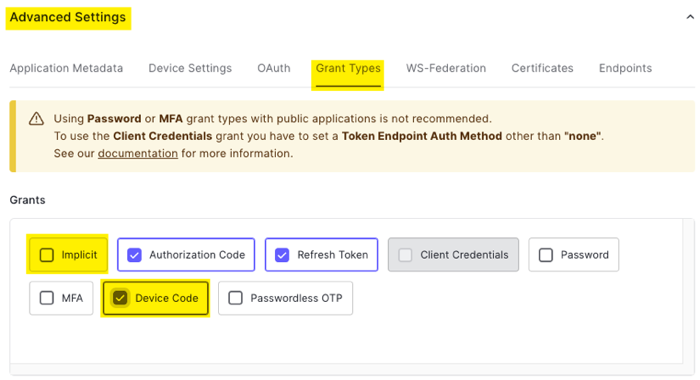 Advanced Settings
Application Metadata Device Settings OAuth Grant Types WS-Federation Certificates Endpoints
Using Password or MFA grant types with public applications is not recommended.
To use the Client Credentials grant you have to set a Token Endpoint Auth Method other than "none".
See our documentation for more information.
Grants
Implicit Authorization Code Refresh Token Client Credentials Password
MFA Device Code Passwordless OTP